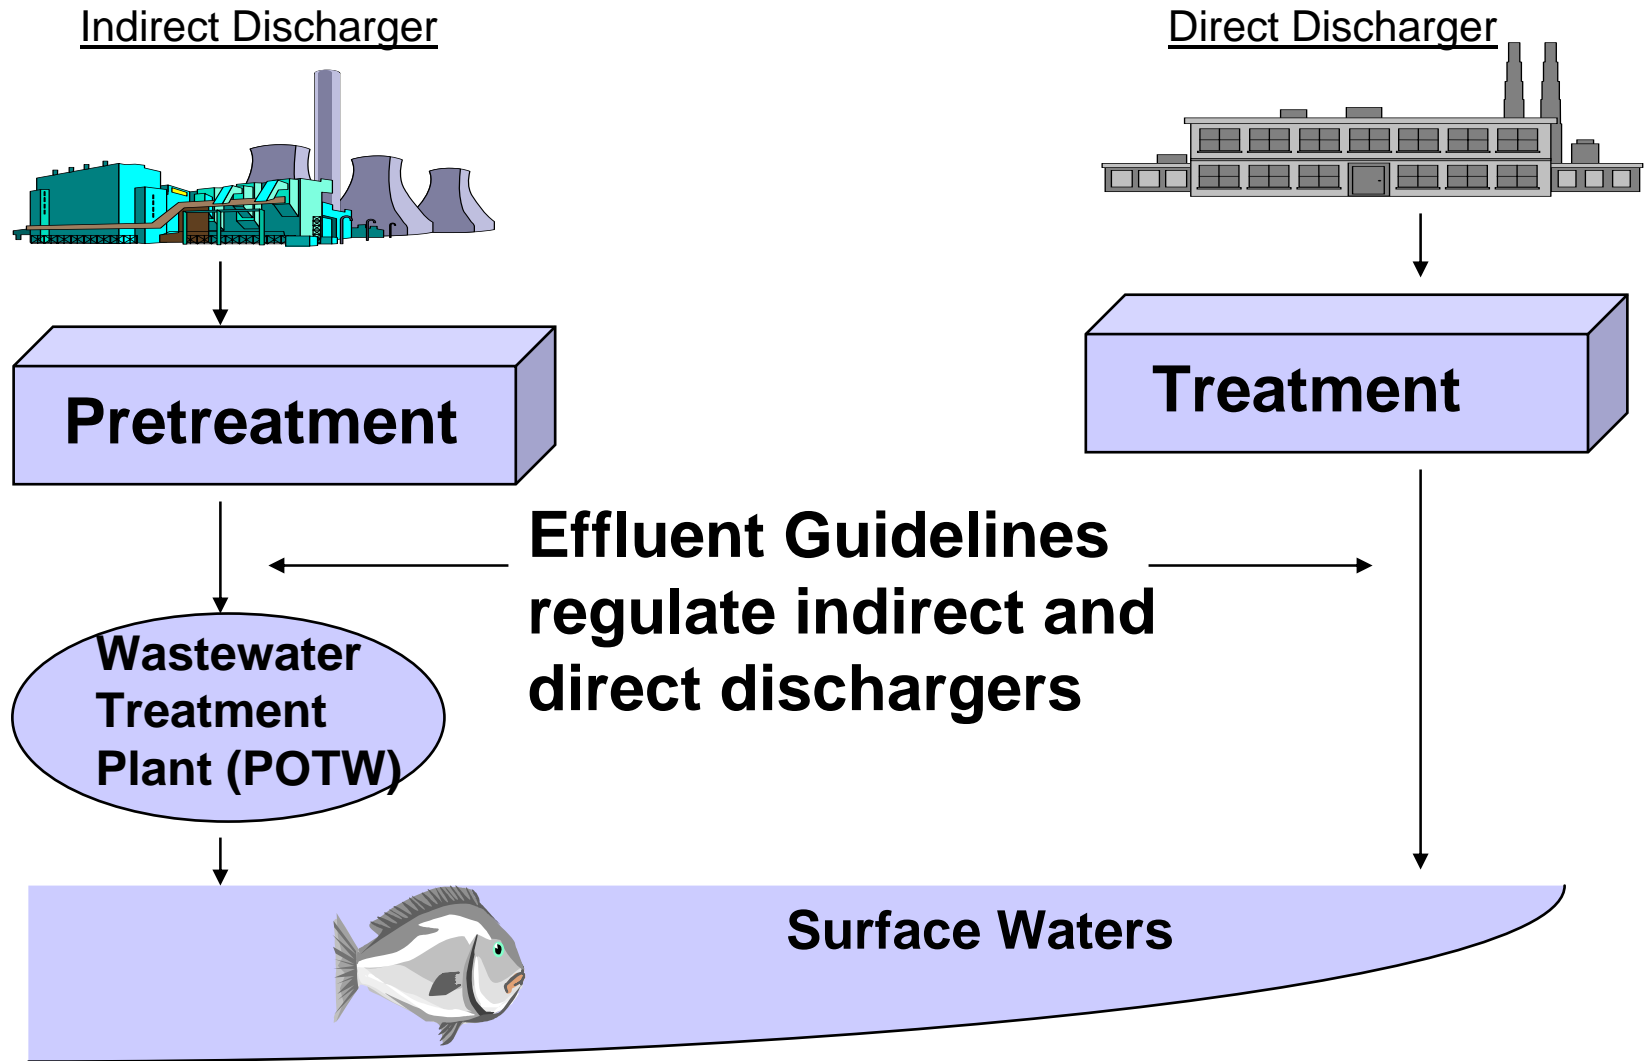 Indirect Discharger
Direct Discharger
Pretreatment
Treatment
Effluent Guidelines
regulate indirect and
direct dischargers
Wastewater
Treatment
Plant (POTW)
Surface Waters